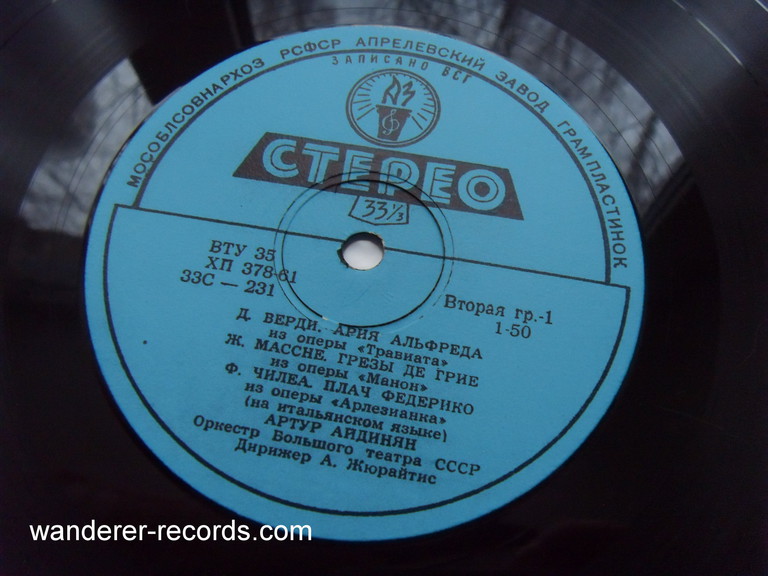 МОСОБЛСОВНАРХОЗ РСФСР АПРЕЛЕВСКИЙ ЗАВОД ГРАМПЛАСТИНОК
ЗАПИСАНО ВСГ
АЗ
СТЕРЕО
33⅓
ВТУ 35
ХП 378-61
33С — 231
Вторая гр.-1
1-50
Д. ВЕРДИ. АРИЯ АЛЬФРЕДА
из оперы «Травиата»
Ж. МАССНЕ. ГРЕЗЫ ДЕ ГРИЕ
из оперы «Манон»
Ф. ЧИЛЕА. ПЛАЧ ФЕДЕРИКО
из оперы «Арлезианка»
(на итальянском языке)
АРТУР АЙДИНЯН
Оркестр Большого театра СССР
Дирижер А. Жюрайтис
wanderer-records.com